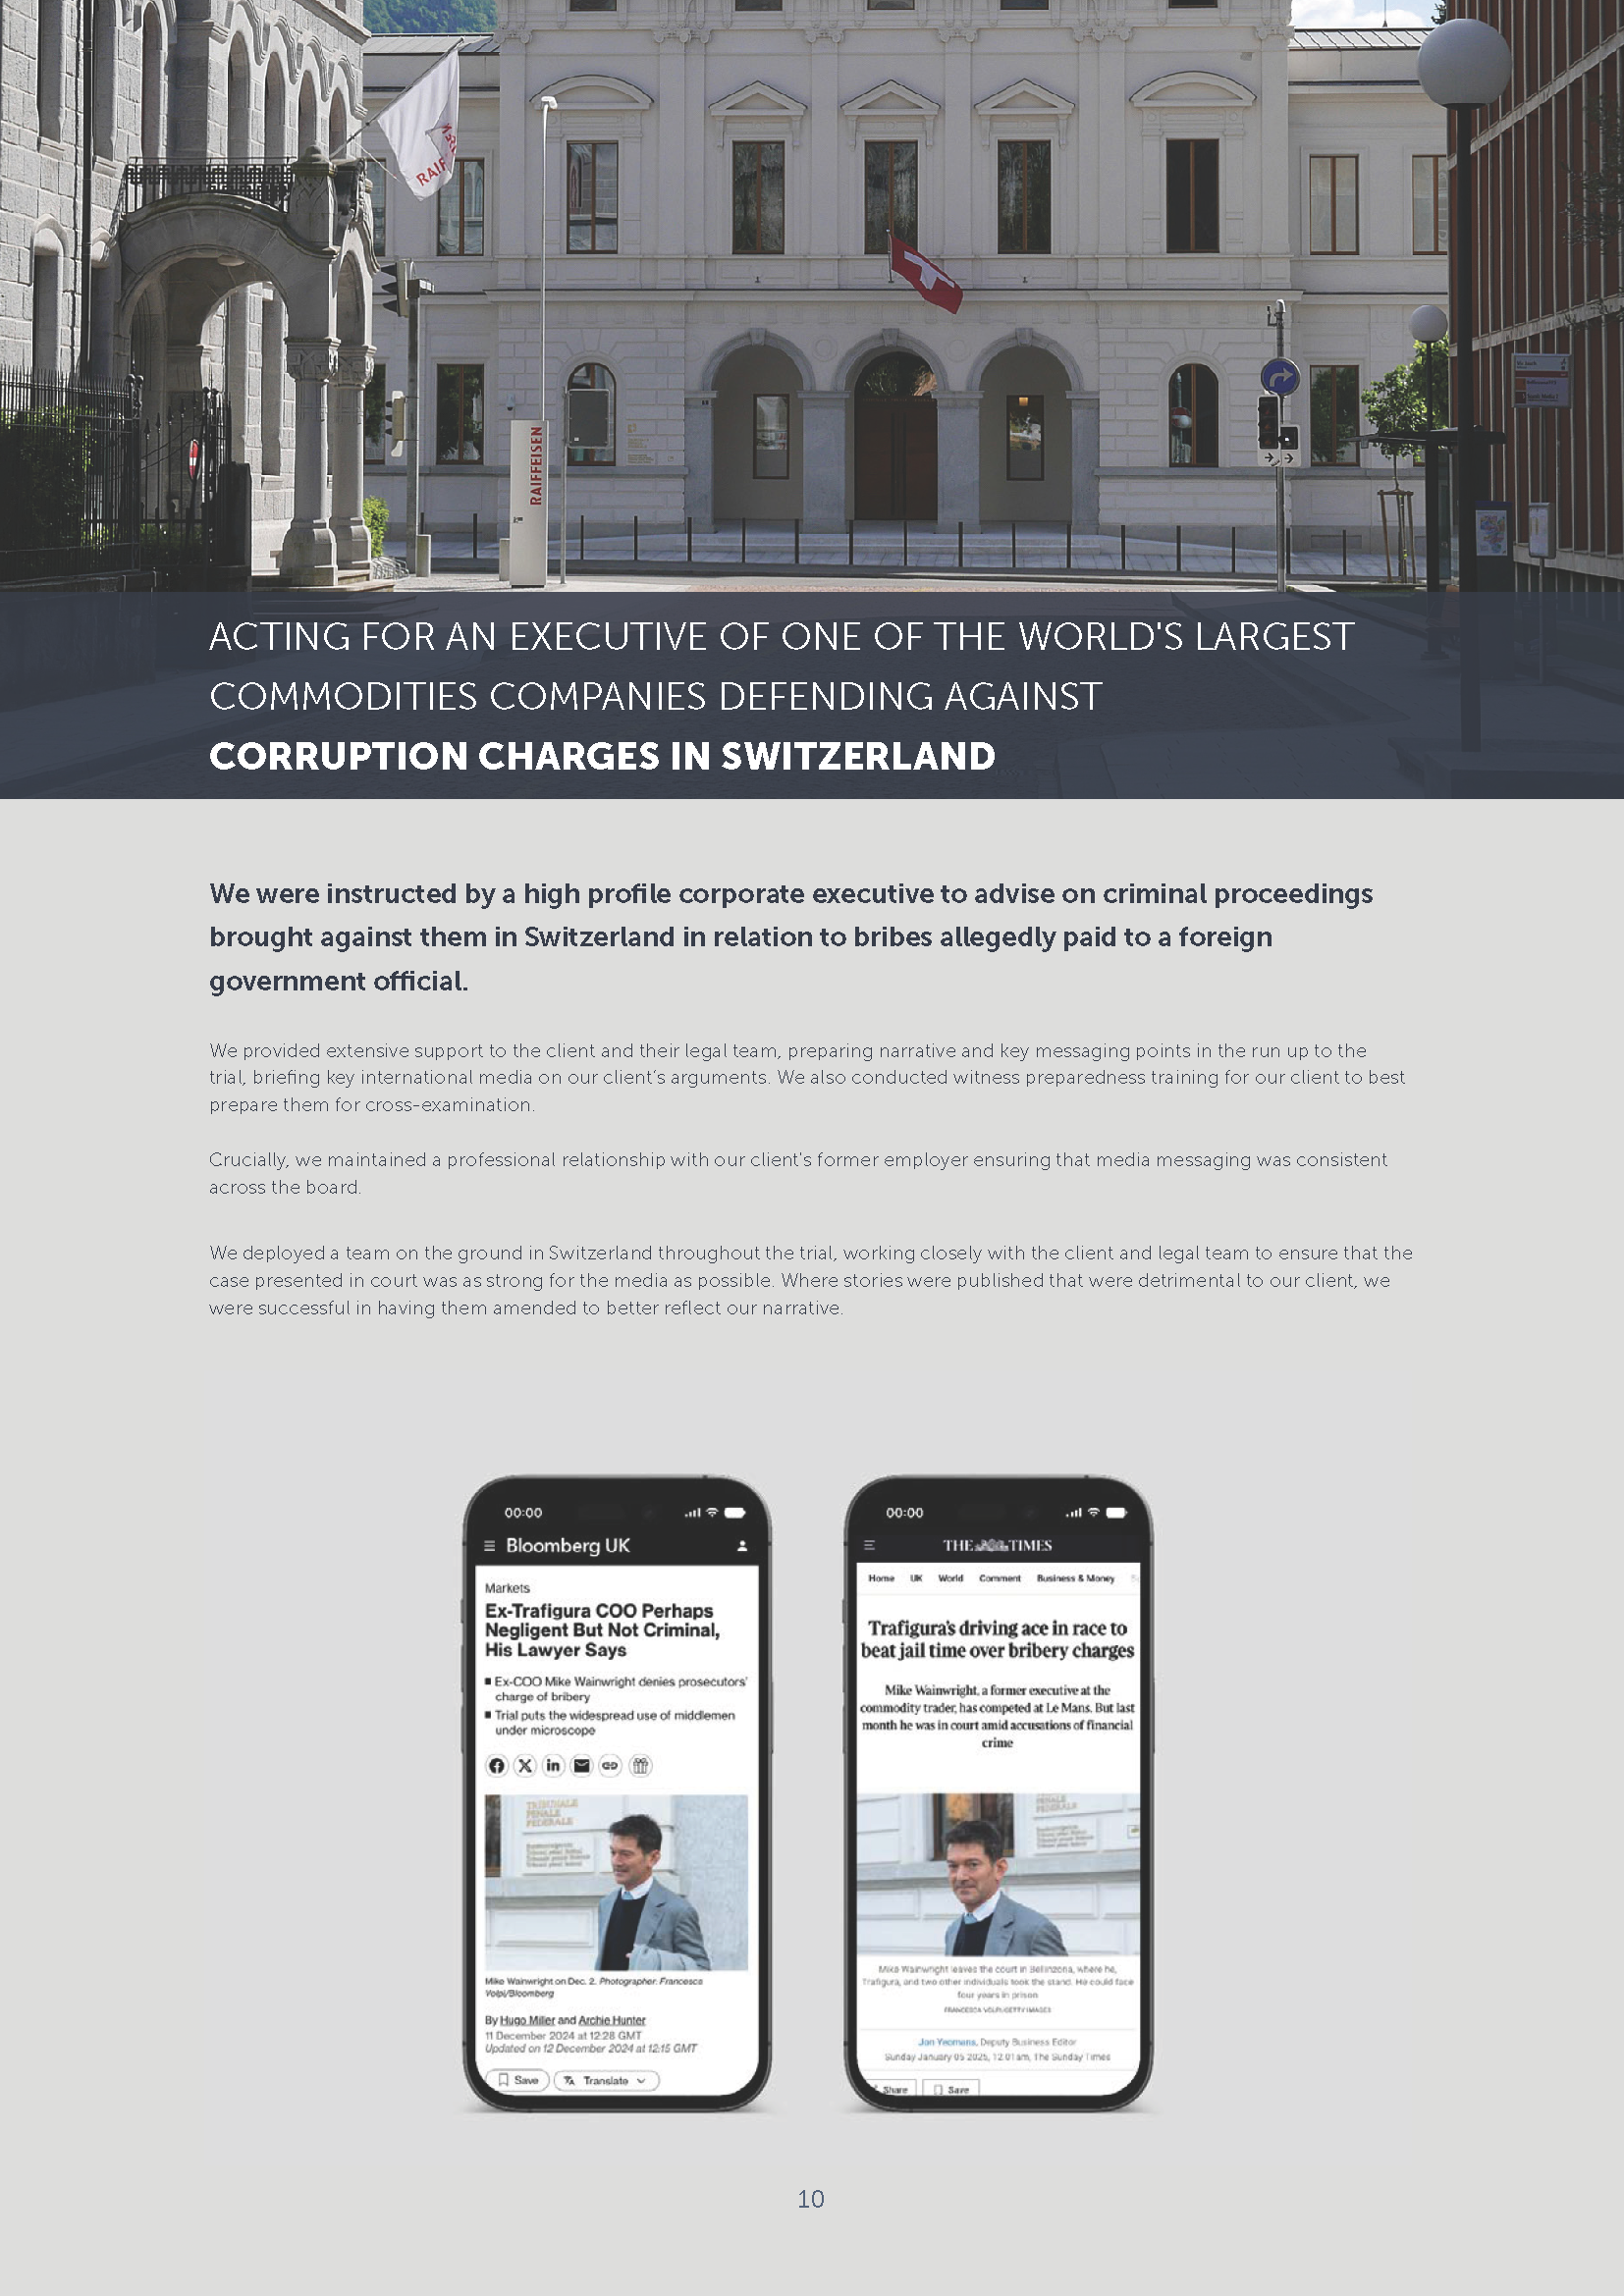 RAIFFEISEN
ACTING FOR AN EXECUTIVE OF ONE OF THE WORLD'S LARGEST
COMMODITIES COMPANIES DEFENDING AGAINST
CORRUPTION CHARGES IN SWITZERLAND
We were instructed by a high profile corporate executive to advise on criminal proceedings
brought against them in Switzerland in relation to bribes allegedly paid to a foreign
government official.
We provided extensive support to the client and their legal team, preparing narrative and key messaging points in the run up to the
trial, briefing key international media on our client's arguments. We also conducted witness preparedness training for our client to best
prepare them for cross-examination.
Crucially, we maintained a professional relationship with our client's former employer ensuring that media messaging was consistent
across the board.
We deployed a team on the ground in Switzerland throughout the trial, working closely with the client and legal team to ensure that the
case presented in court was as strong for the media as possible. Where stories were published that were detrimental to our client, we
were successful in having them amended to better reflect our narrative.
00:00
Bloomberg UK
Markets
Ex-Trafigura COO Perhaps
Negligent But Not Criminal,
His Lawyer Says
Ex-COO Mike Wainwright denies prosecutors'
charge of bribery
Trial puts the widespread use of middlemen
under microscope
TRIBUNALE
PENALE
FEDERALE
Mike Wainwright on Dec. 2. Photographer: Francesca
Volpi/Bloomberg
By Hugo Miller and Archie Hunter
11 December 2024 at 12:28 GMT
Updated on 12 December 2024 at 12:15 GMT
Save
Translate
00:00
THE TIMES
Home UK World Comment Business & Money
Trafigura's driving ace in race to
beat jail time over bribery charges
Mike Wainwright, a former executive at the
commodity trader, has competed at Le Mans. But last
month he was in court amid accusations of financial
crime
PENALE
FEDERALE
Mike Wainwright leaves the court in Bellinzona, where he,
Trafigura, and two other individuals took the stand. He could face
four years in prison
FRANCESCA VOLPI/GETTY IMAGES
Jon Yeomans, Deputy Business Editor
Sunday January 05 2025, 12.01am, The Sunday Times
Share
Save
10